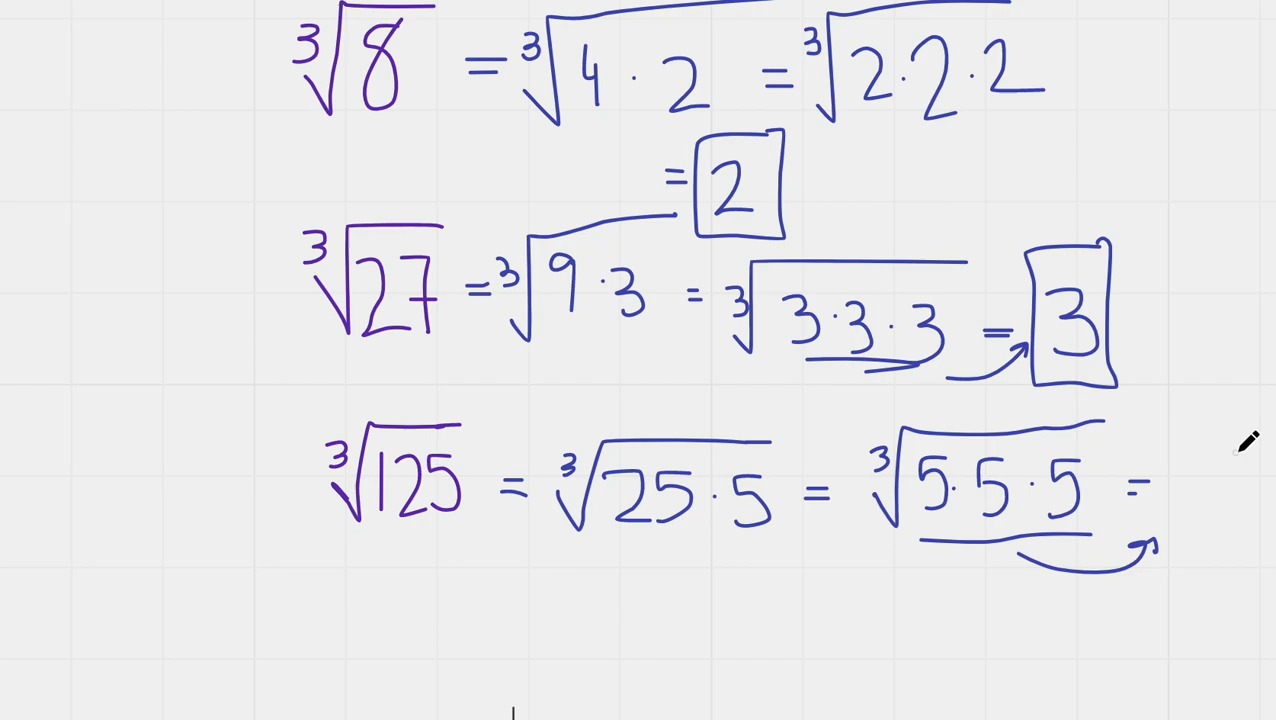 ∛8 = ∛4 · 2 = ∛2 · 2 · 2
= 2
∛27 = ∛9 · 3 = ∛3 · 3 · 3 = 3
∛125 = ∛25 · 5 = ∛5 · 5 · 5 =